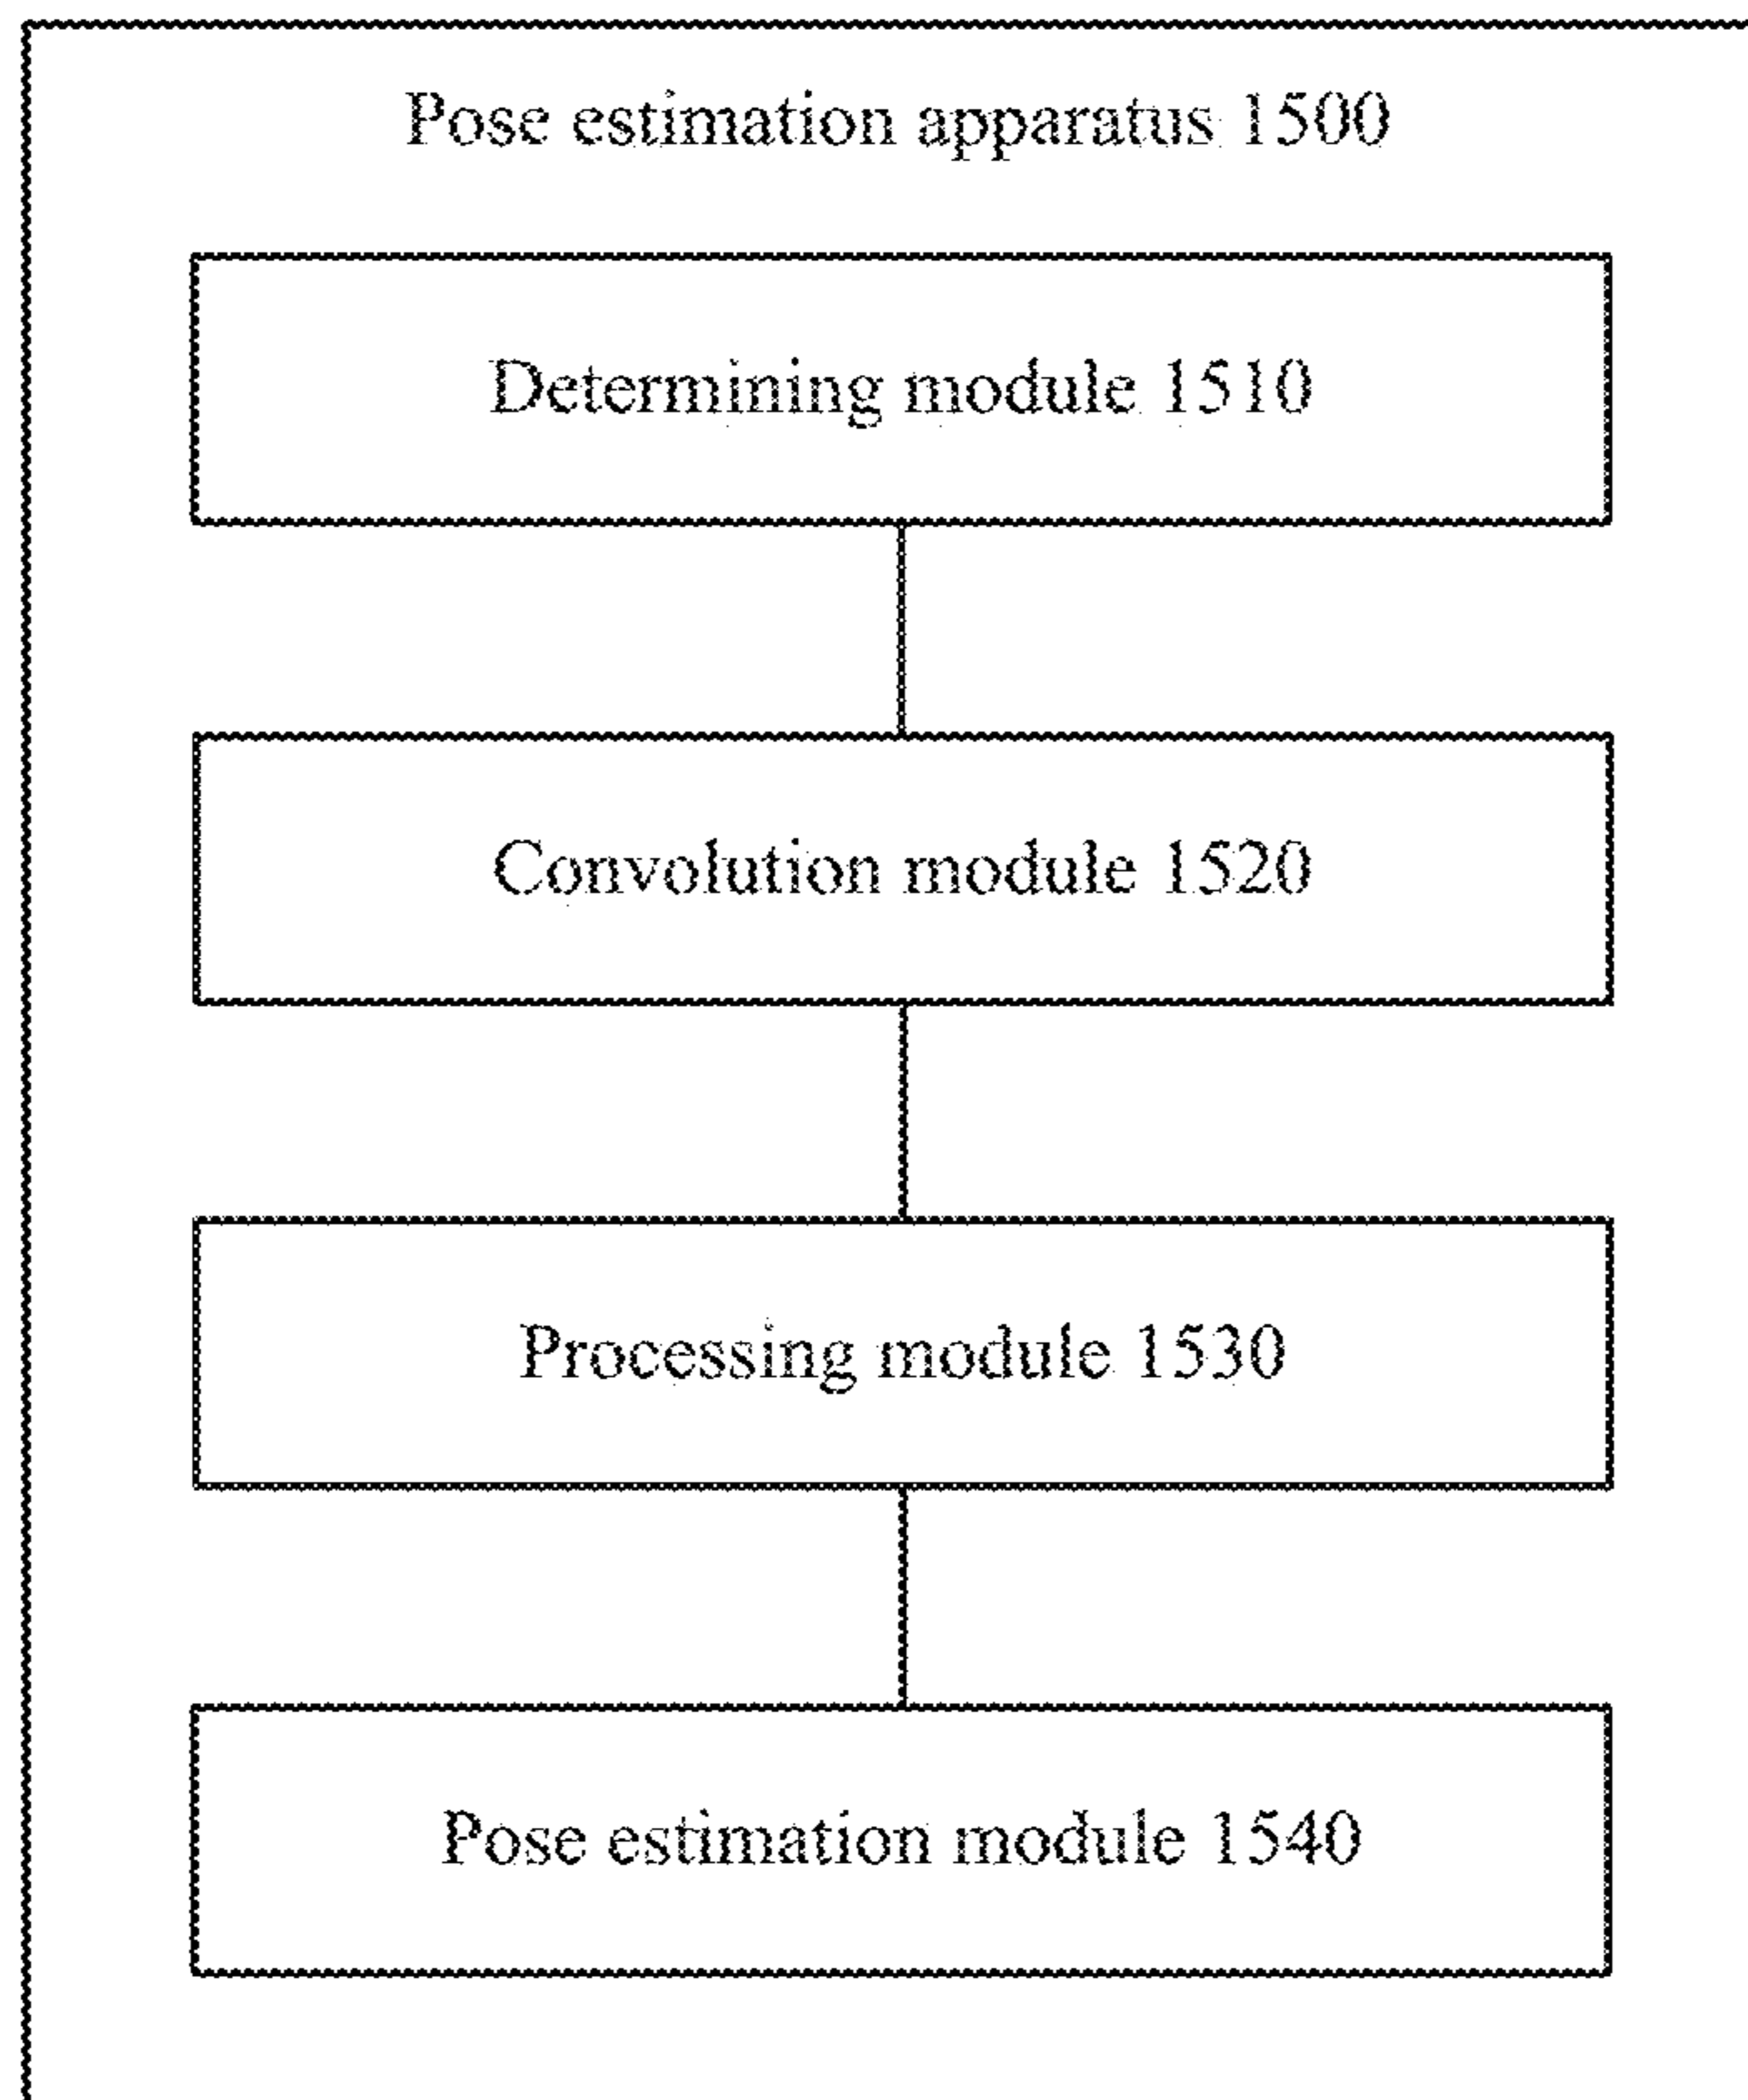 Pose estimation apparatus 1500
Determining module 1510
Convolution module 1520
Processing module 1530
Pose estimation module 1540